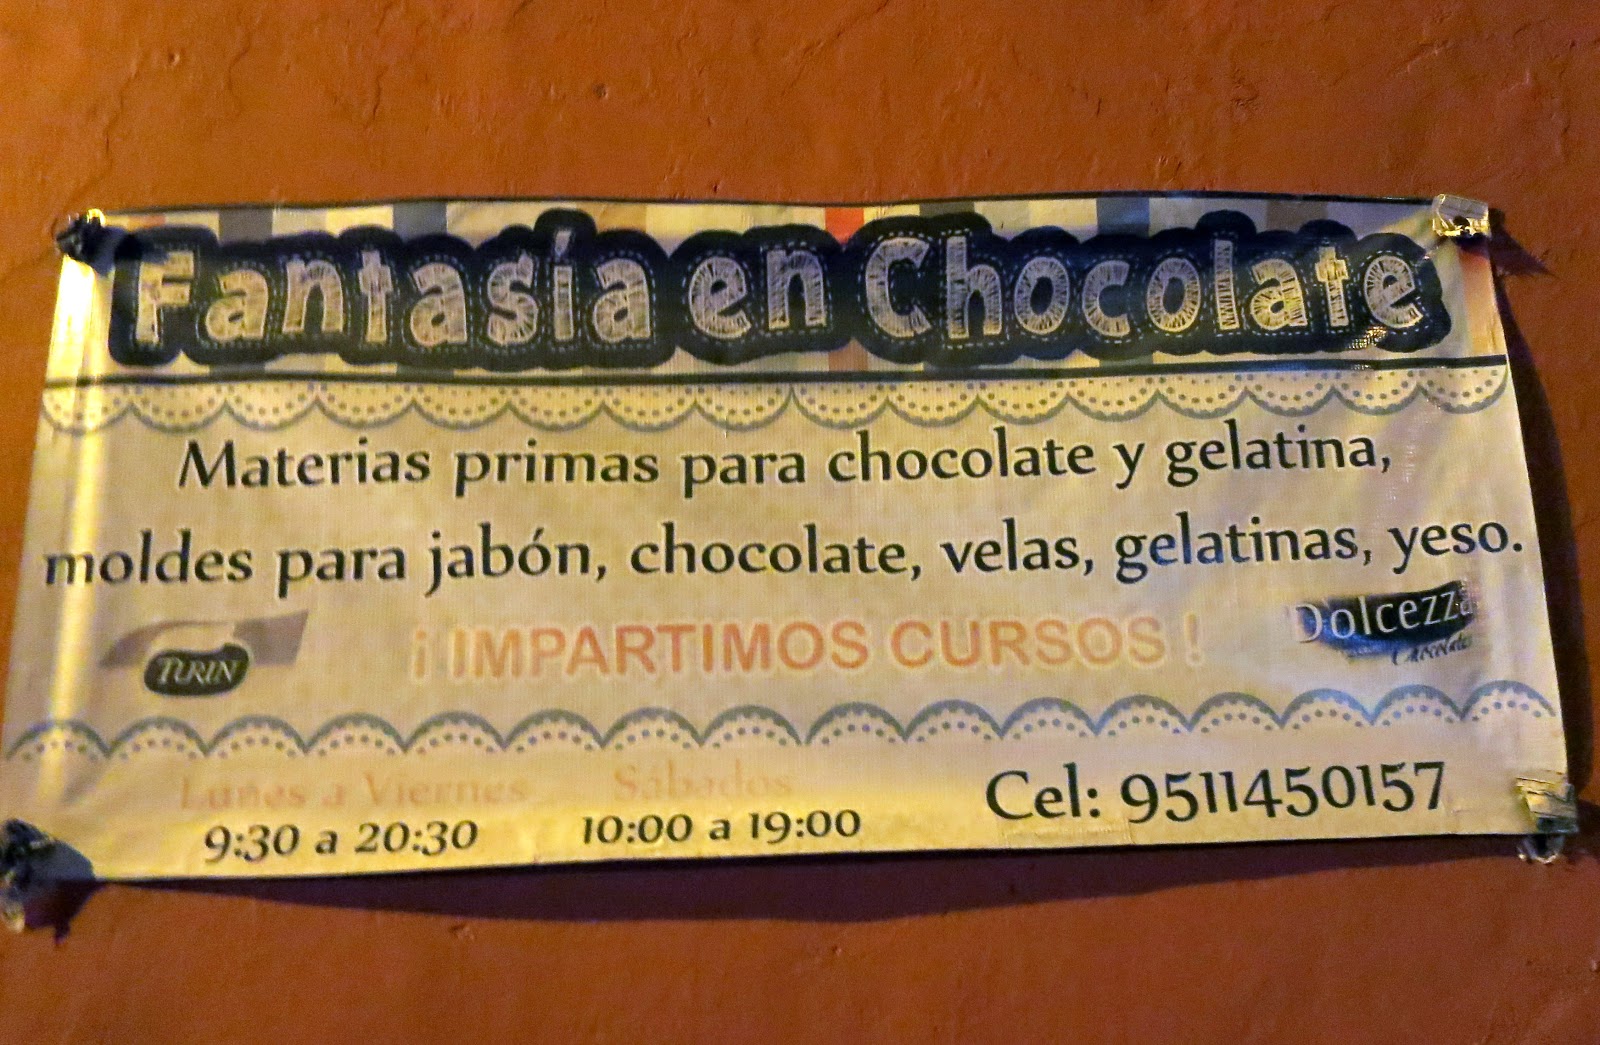 Fantasía en Chocolate
Materias primas para chocolate y gelatina,
moldes para jabón, chocolate, velas, gelatinas, yeso.
TURIN
¡ IMPARTIMOS CURSOS !
Dolcezza
Chocolate
Lunes a Viernes
Sábados
9:30 a 20:30
10:00 a 19:00
Cel: 9511450157